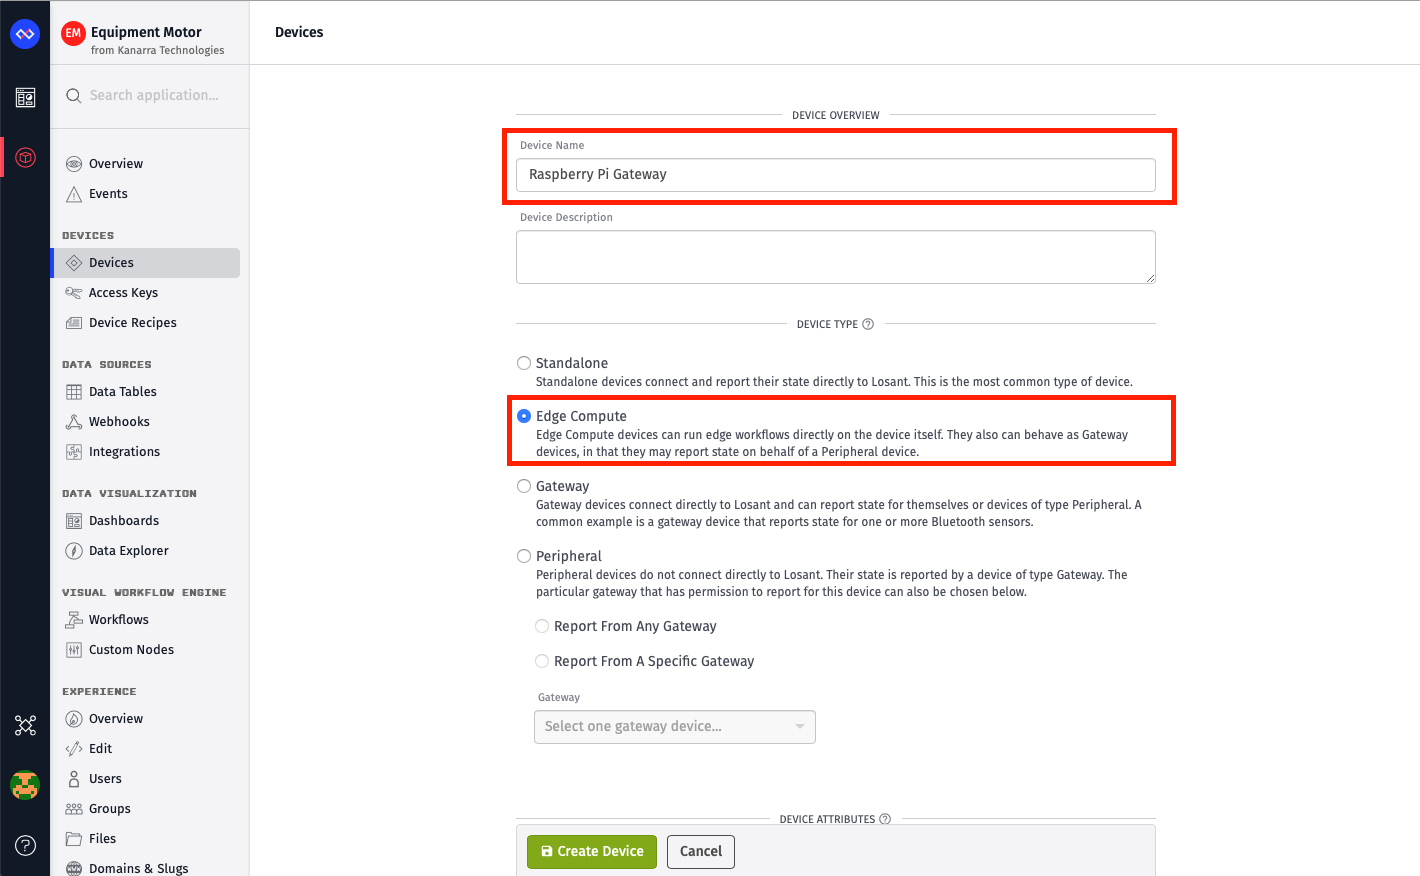 EM Equipment Motor
from Kanarra Technologies
Search application...
Overview
Events
DEVICES
Devices
Access Keys
Device Recipes
DATA SOURCES
Data Tables
Webhooks
Integrations
DATA VISUALIZATION
Dashboards
Data Explorer
VISUAL WORKFLOW ENGINE
Workflows
Custom Nodes
EXPERIENCE
Overview
Edit
Users
Groups
Files
Domains & Slugs
Devices
DEVICE OVERVIEW
Device Name
Raspberry Pi Gateway
Device Description
DEVICE TYPE ?
Standalone
Standalone devices connect and report their state directly to Losant. This is the most common type of device.
Edge Compute
Edge Compute devices can run edge workflows directly on the device itself. They also can behave as Gateway
devices, in that they may report state on behalf of a Peripheral device.
Gateway
Gateway devices connect directly to Losant and can report state for themselves or devices of type Peripheral. A
common example is a gateway device that reports state for one or more Bluetooth sensors.
Peripheral
Peripheral devices do not connect directly to Losant. Their state is reported by a device of type Gateway. The
particular gateway that has permission to report for this device can also be chosen below.
Report From Any Gateway
Report From A Specific Gateway
Gateway
Select one gateway device...
DEVICE ATTRIBUTES ?
Create Device
Cancel